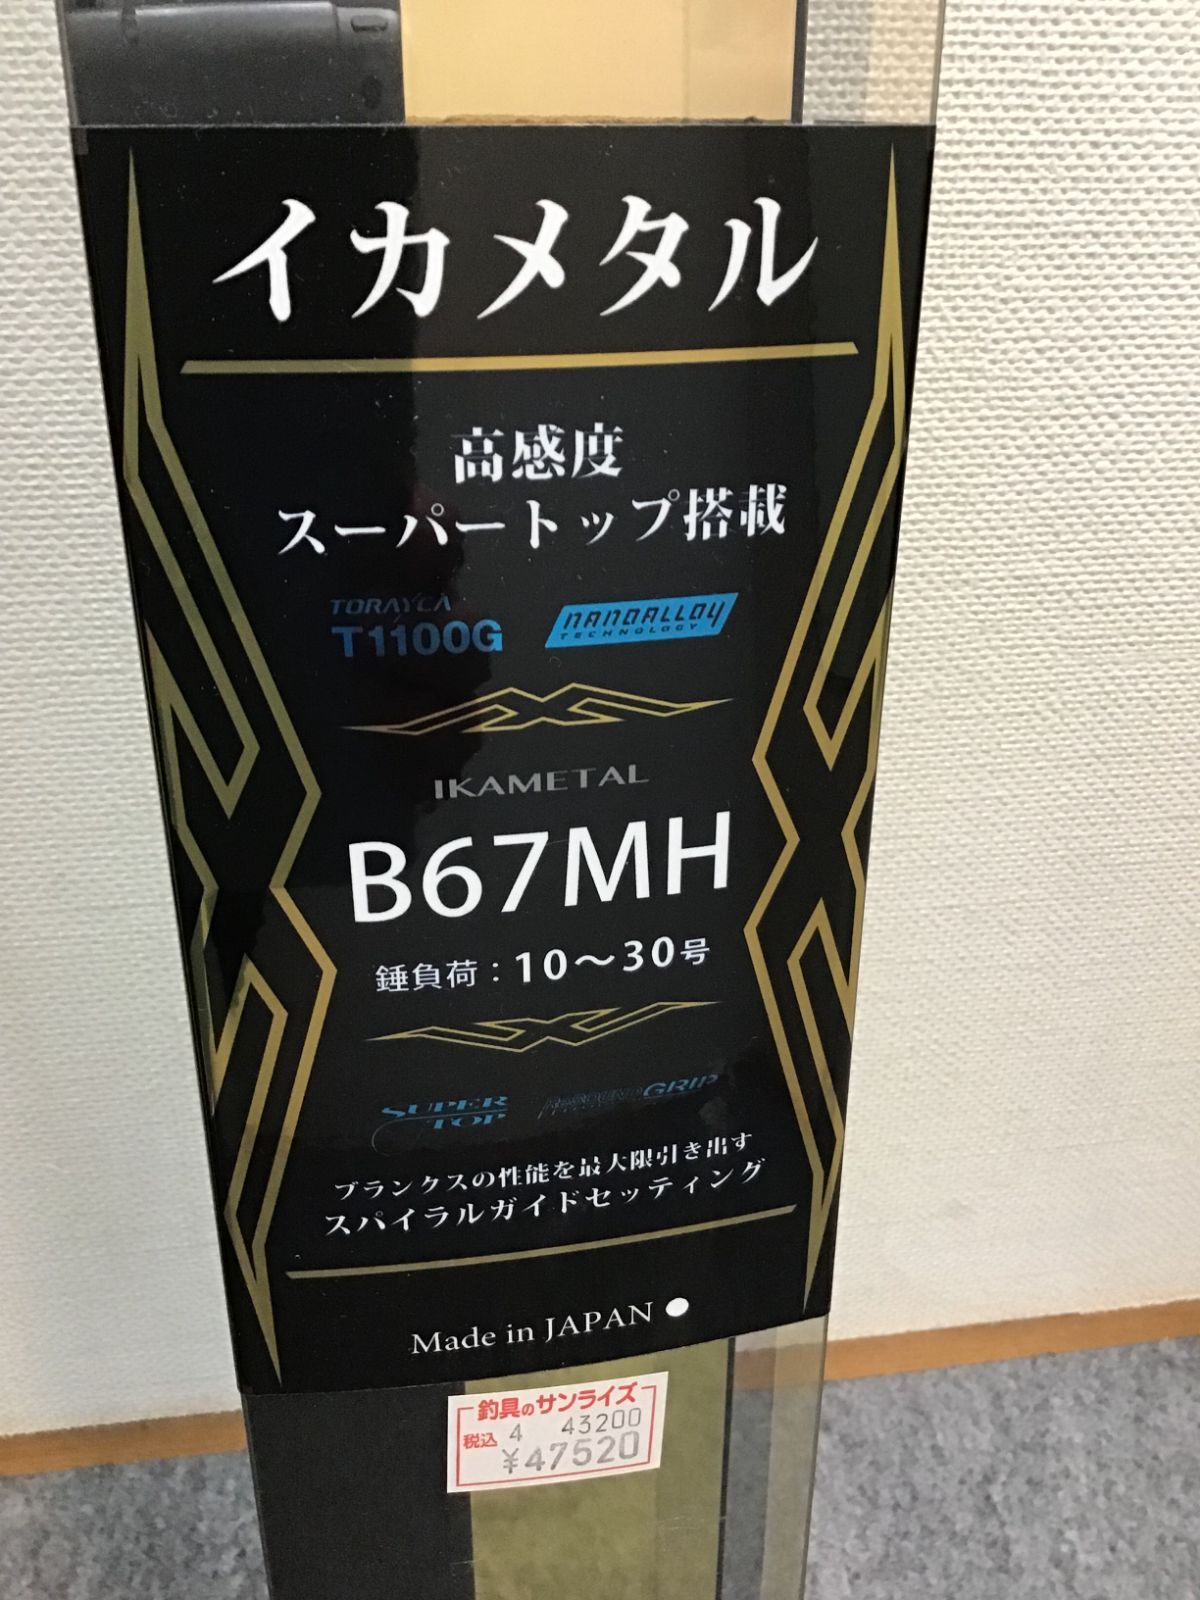 イカメタル
高感度
スーパートップ搭載
TORAYCA
T1100G
NANOALLOY
TECHNOLOGY
IKAMETAL
B67MH
錘負荷：10～30号
SUPER
TOP
GRIP
ブランクスの性能を最大限引き出す
スパイラルガイドセッティング
Made in JAPAN
釣具のサンライズ
税込 4 43200
¥47520